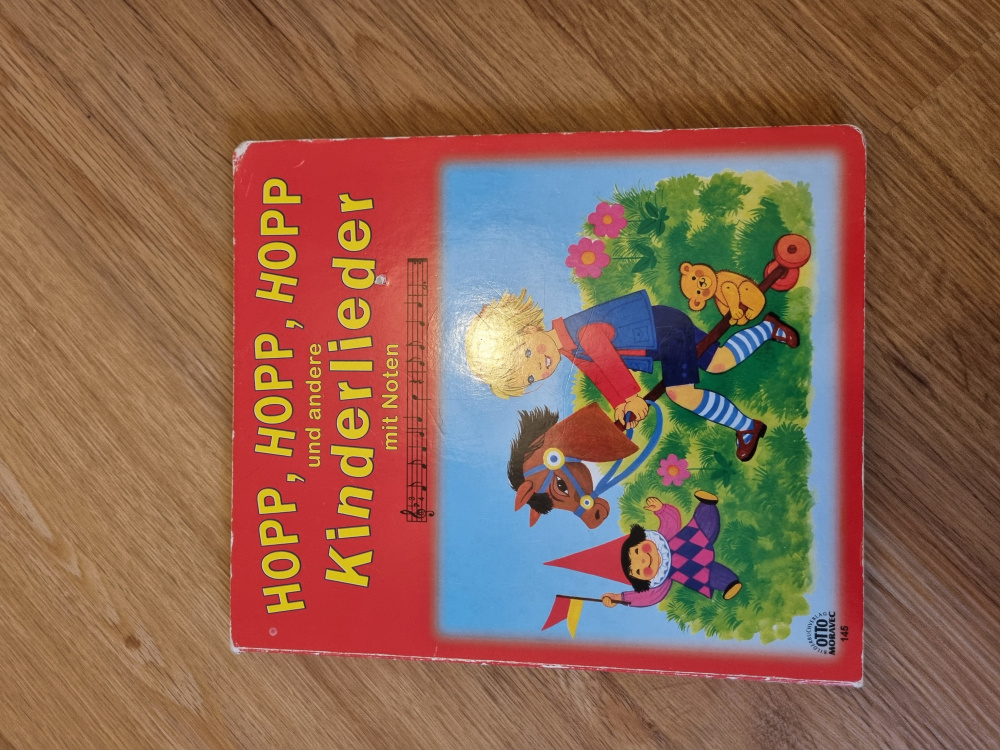 HOPP, HOPP, HOPP
und andere
Kinderlieder
mit Noten
OTTO
MORAVEC
145